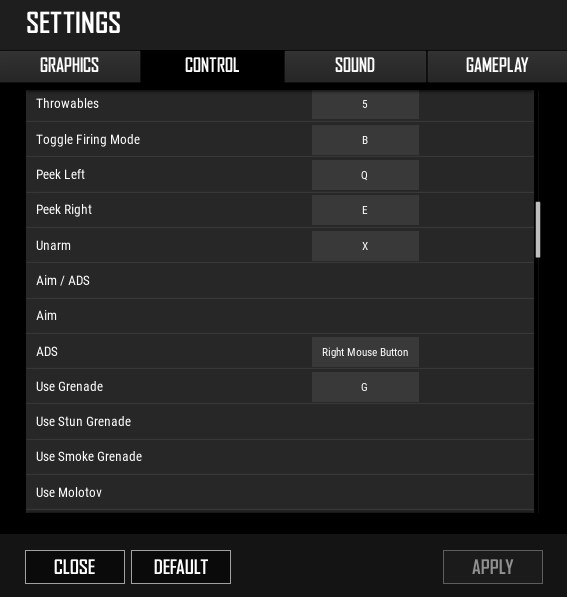 SETTINGS
GRAPHICS CONTROL SOUND GAMEPLAY
Throwables 5
Toggle Firing Mode B
Peek Left Q
Peek Right E
Unarm X
Aim / ADS
Aim
ADS Right Mouse Button
Use Grenade G
Use Stun Grenade
Use Smoke Grenade
Use Molotov
CLOSE DEFAULT APPLY